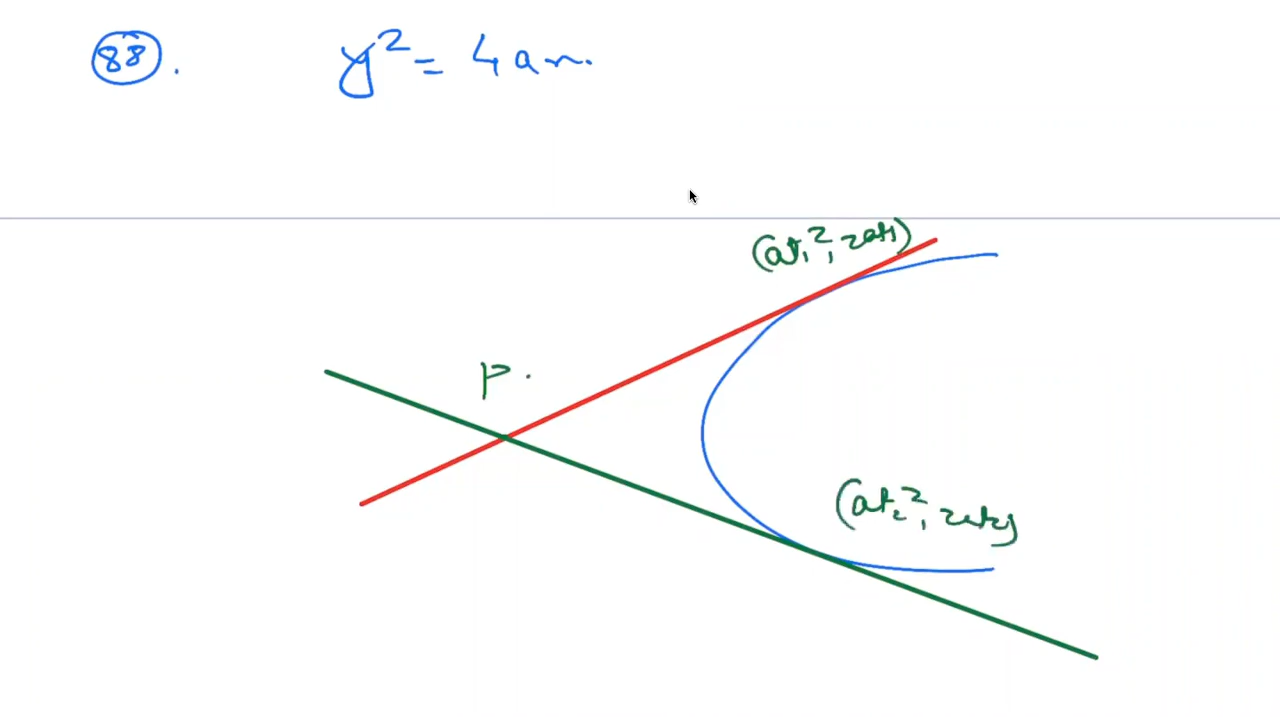 88.
y² = 4ax.
(at₁², 2at₁)
P.
(at₂², 2at₂)